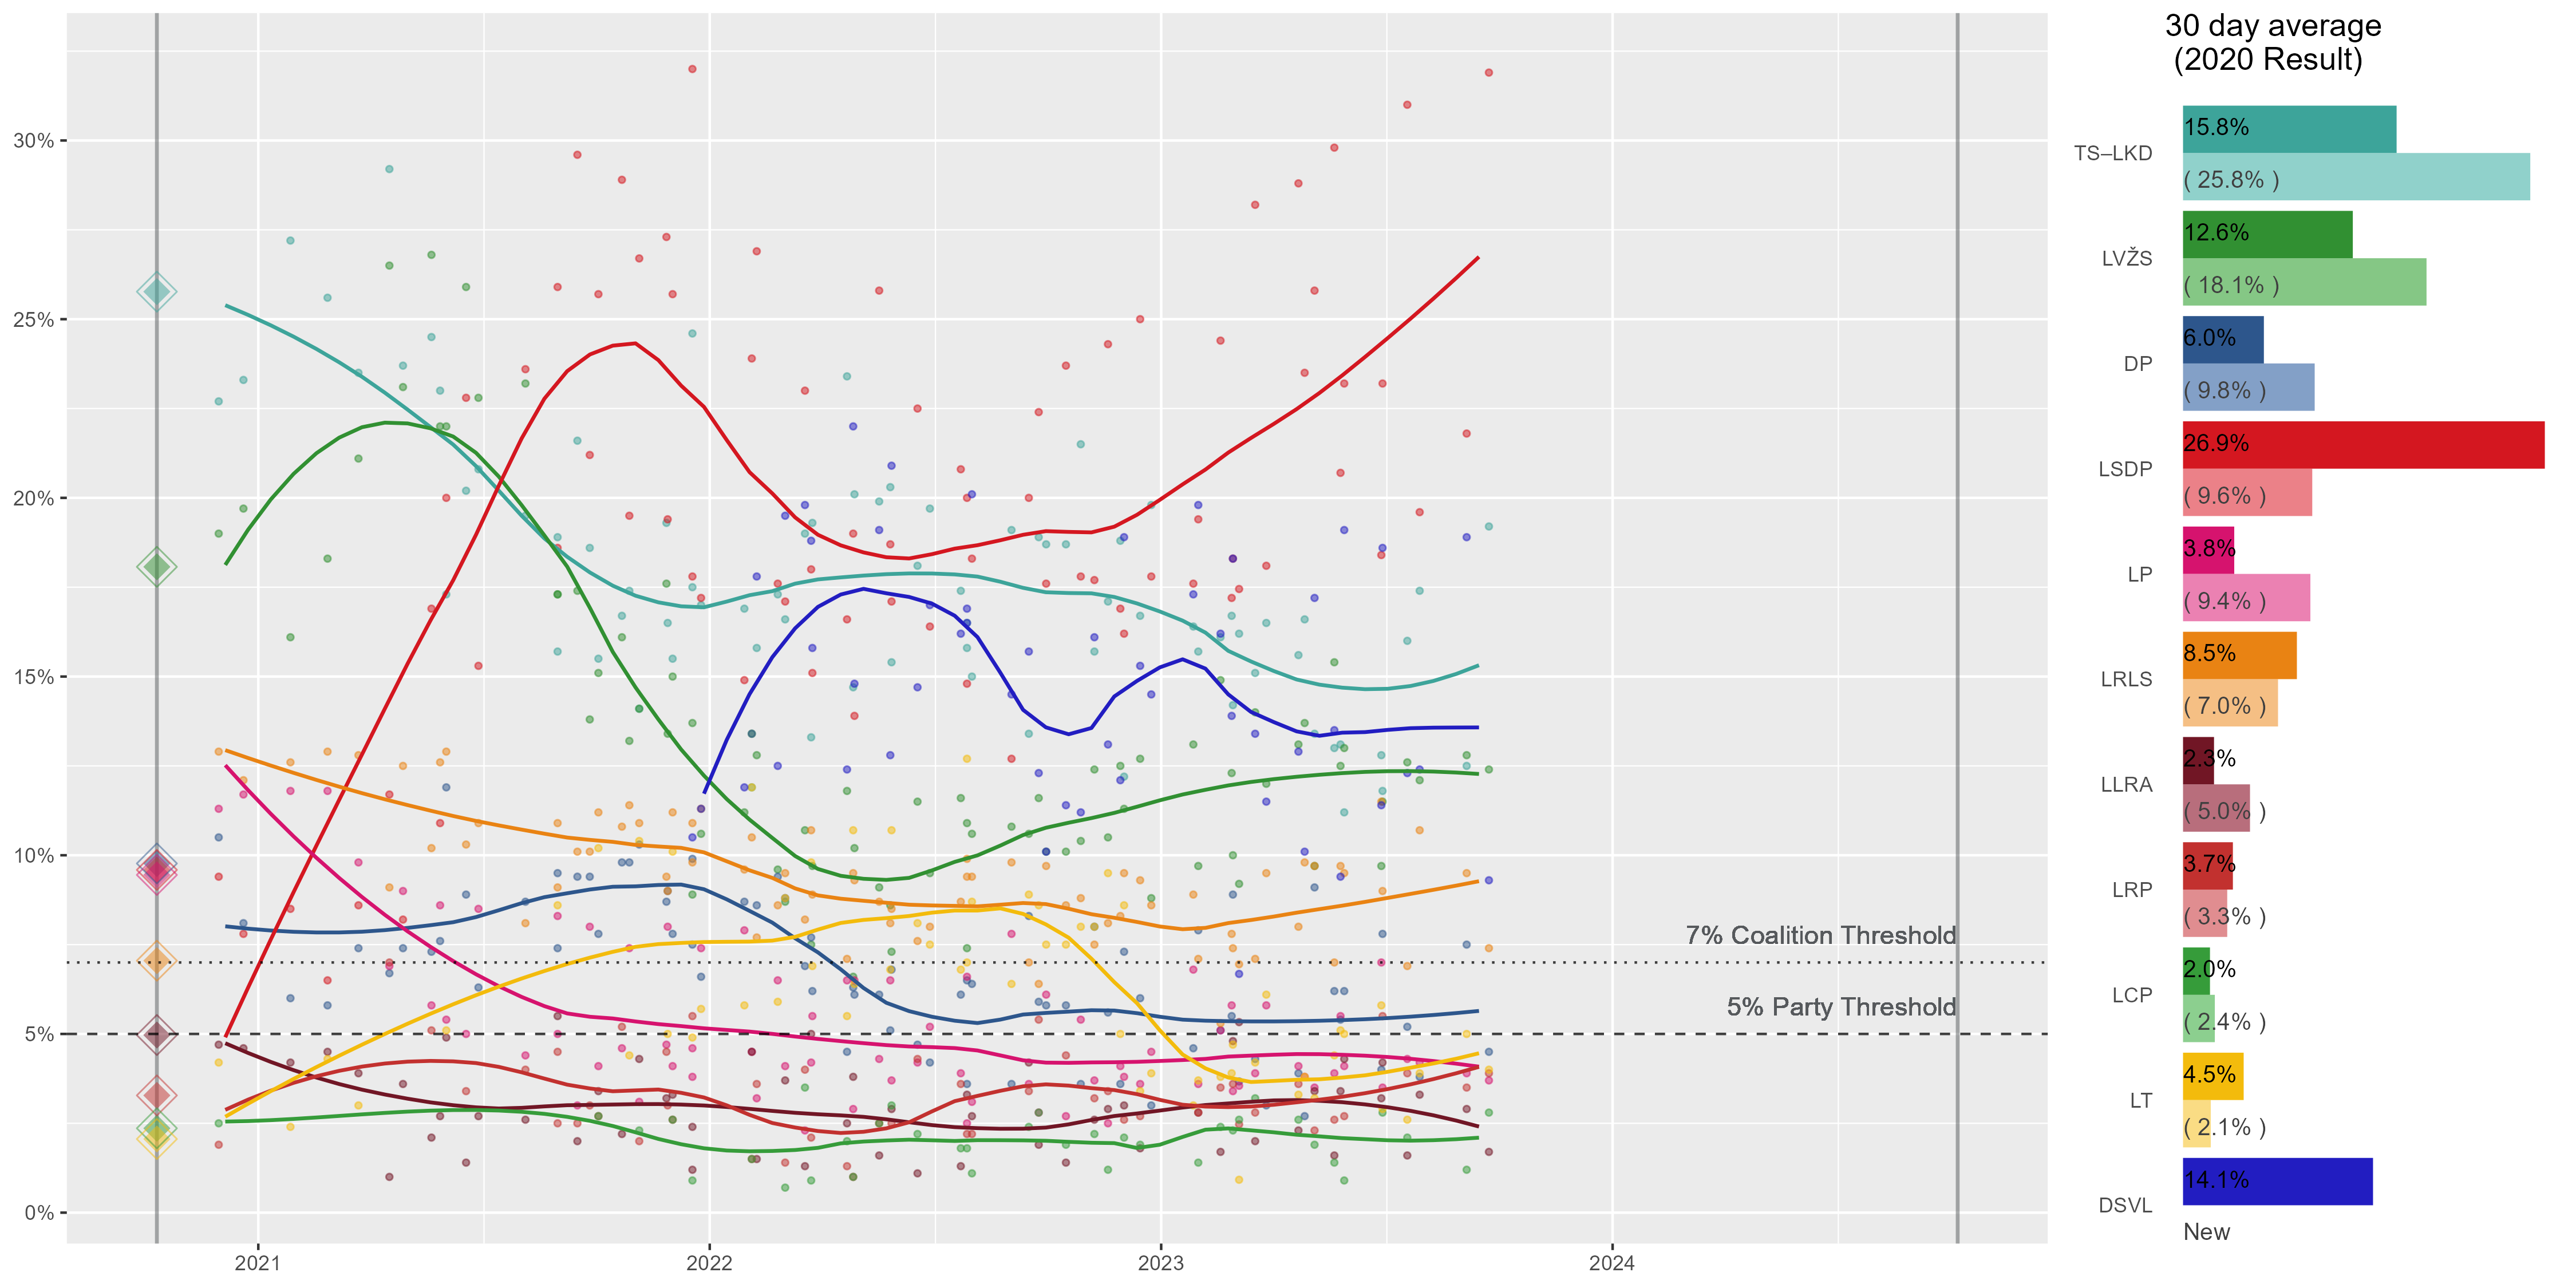 30 day average
(2020 Result)
30%
25%
20%
15%
10%
5%
0%
2021
2022
2023
2024
7% Coalition Threshold
5% Party Threshold
TS–LKD
15.8%
( 25.8% )
LVŽS
12.6%
( 18.1% )
DP
6.0%
( 9.8% )
LSDP
26.9%
( 9.6% )
LP
3.8%
( 9.4% )
LRLS
8.5%
( 7.0% )
LLRA
2.3%
( 5.0% )
LRP
3.7%
( 3.3% )
LCP
2.0%
( 2.4% )
LT
4.5%
( 2.1% )
DSVL
14.1%
New